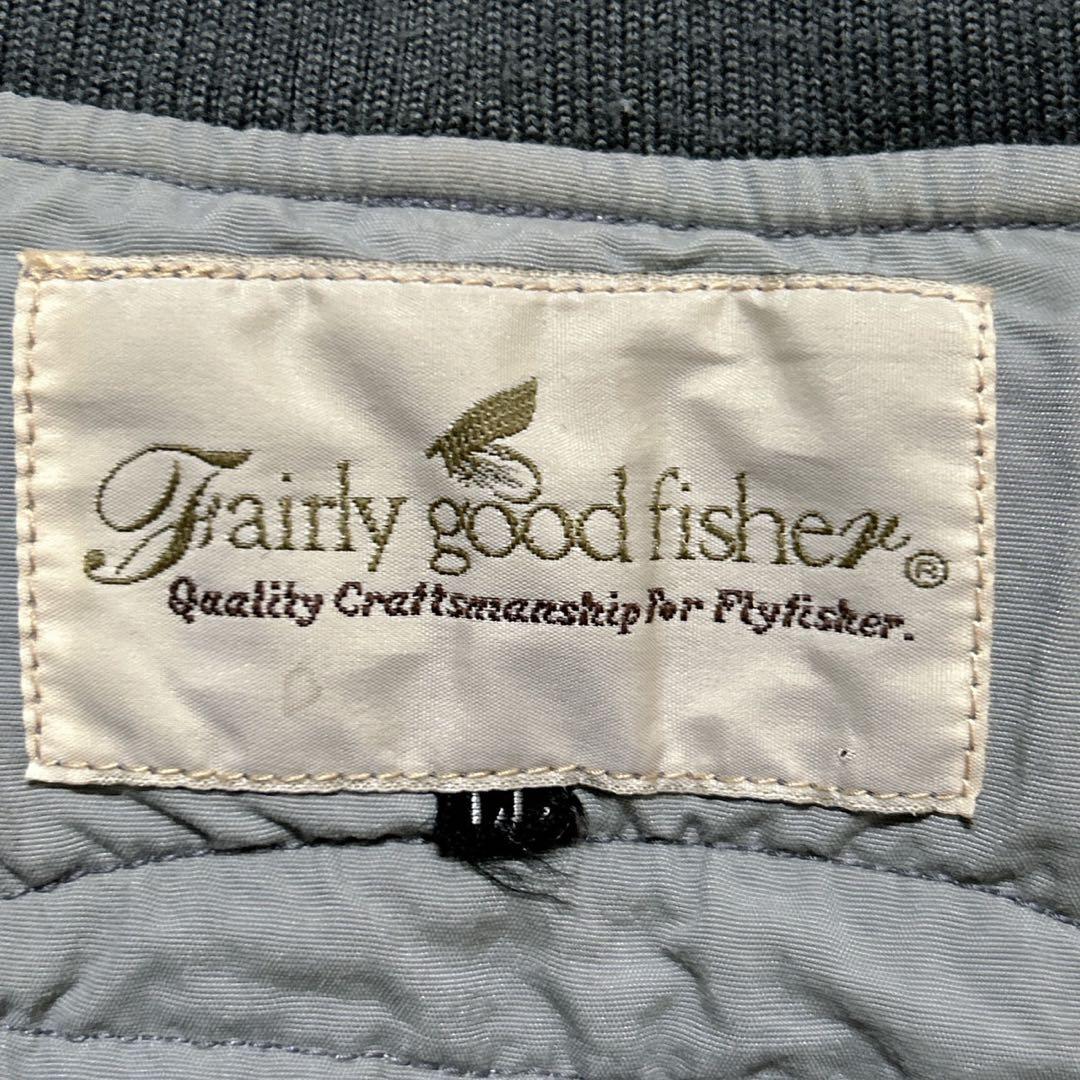 Fairly good fisher®
Quality Craftsmanship for Flyfisher.